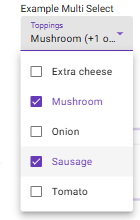 Example Multi Select
Toppings
Mushroom (+1 o...
Extra cheese
Mushroom
Onion
Sausage
Tomato